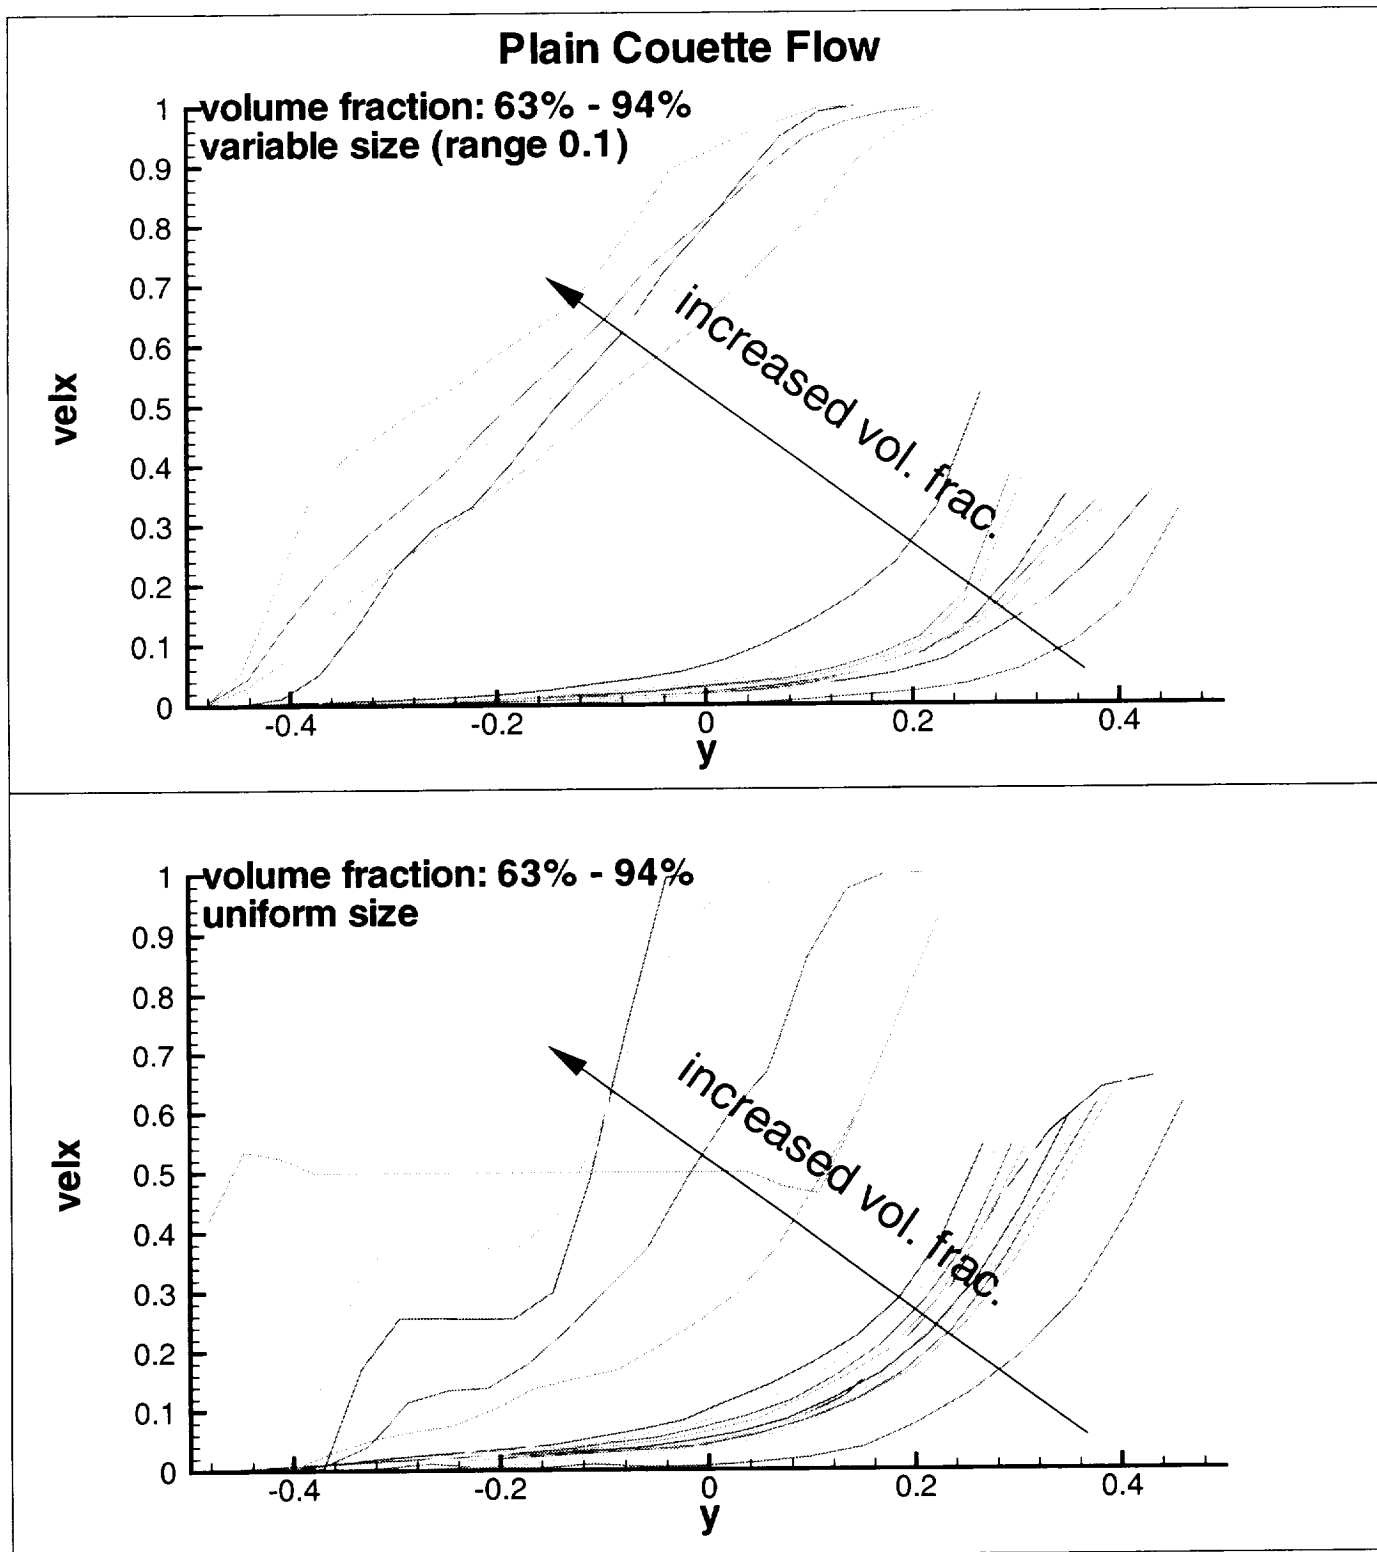 Plain Couette Flow
volume fraction: 63% - 94%
variable size (range 0.1)
1
0.9
0.8
0.7
0.6
0.5
0.4
0.3
0.2
0.1
0
velx
increased vol. frac.
-0.4
-0.2
0
0.2
0.4
y
volume fraction: 63% - 94%
uniform size
1
0.9
0.8
0.7
0.6
0.5
0.4
0.3
0.2
0.1
0
velx
increased vol. frac.
-0.4
-0.2
0
0.2
0.4
y